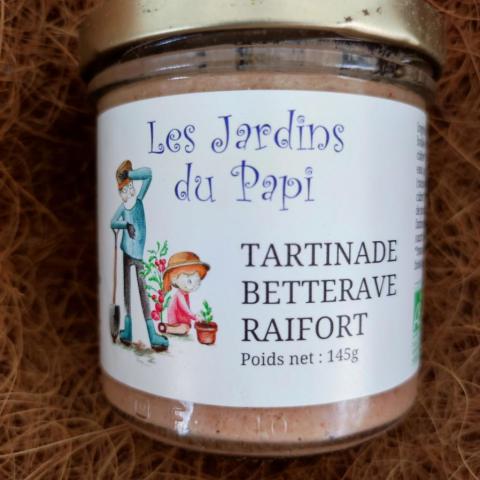 Les Jardins
du Papi
TARTINADE
BETTERAVE
RAIFORT
Poids net : 145g